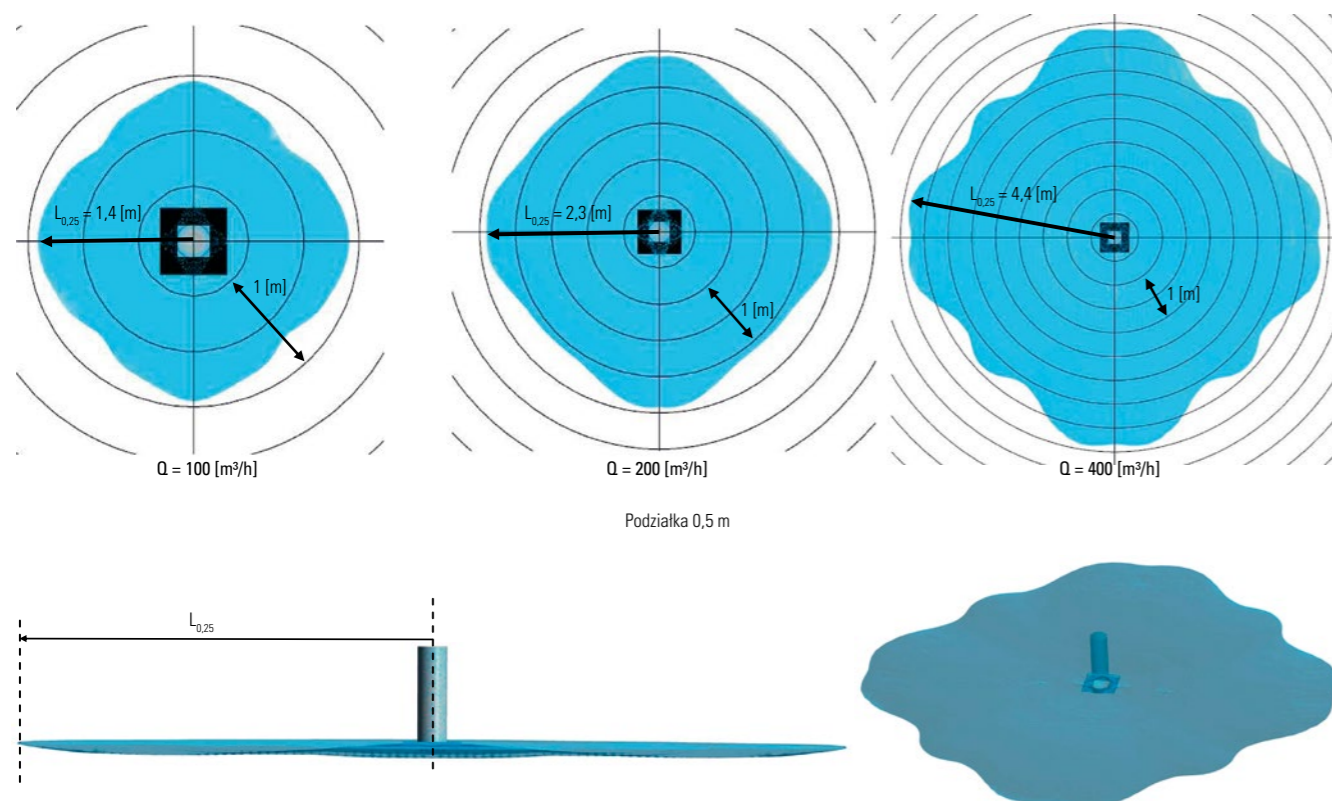 L0,25 = 1,4 [m]
1 [m]
Q = 100 [m³/h]
L0,25 = 2,3 [m]
1 [m]
Q = 200 [m³/h]
L0,25 = 4,4 [m]
1 [m]
Q = 400 [m³/h]
Podziałka 0,5 m
L0,25